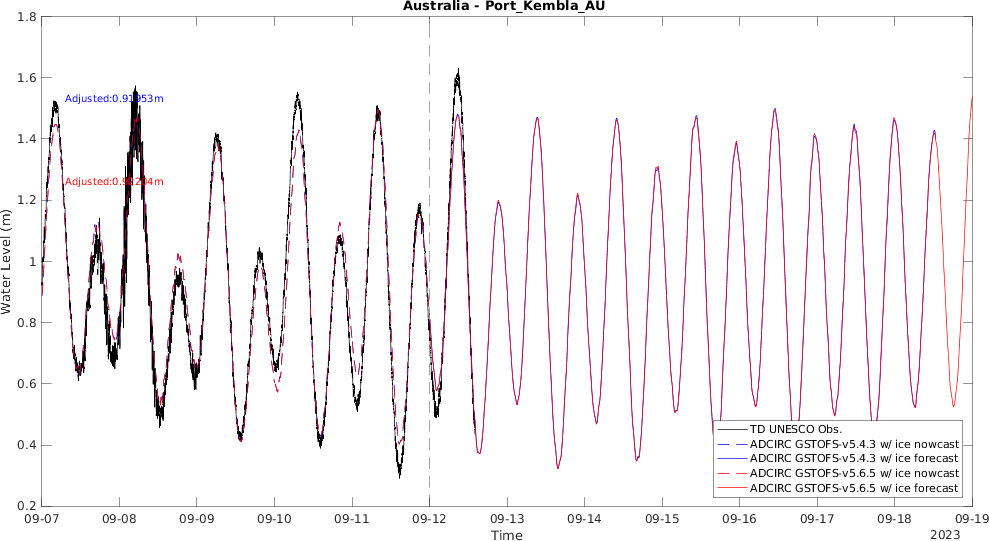 Australia - Port_Kembla_AU
1.8
1.6
1.4
1.2
1
0.8
0.6
0.4
0.2
Water Level (m)
Adjusted:0.91953m
TD UNESCO Obs.
ADCIRC GSTOFS-v5.4.3 w/ ice nowcast
ADCIRC GSTOFS-v5.4.3 w/ ice forecast
ADCIRC GSTOFS-v5.6.5 w/ ice nowcast
ADCIRC GSTOFS-v5.6.5 w/ ice forecast
09-07 09-08 09-09 09-10 09-11 09-12 09-13 09-14 09-15 09-16 09-17 09-18 09-19
Time
2023